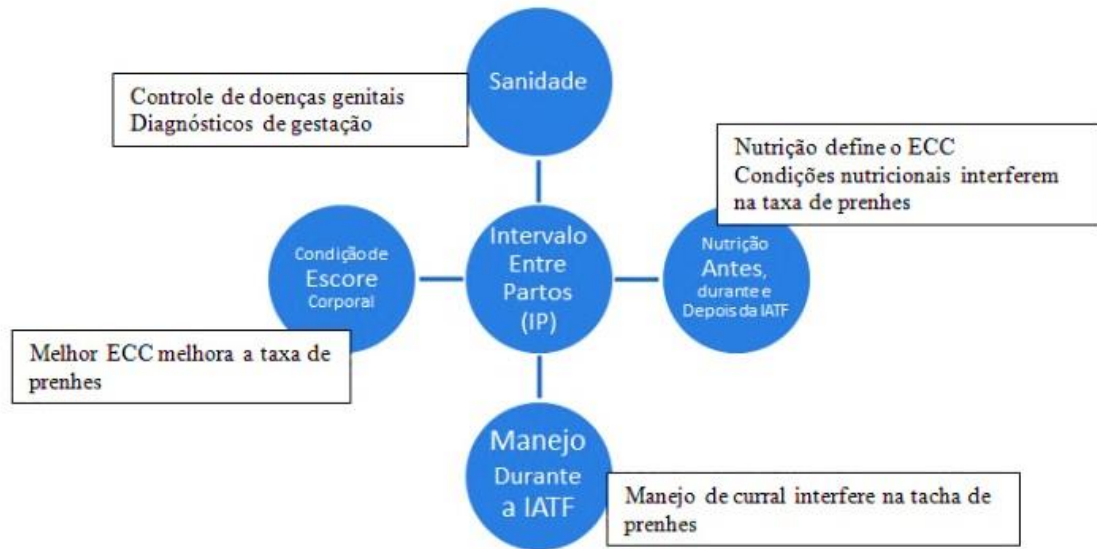 Sanidade
Controle de doenças genitais
Diagnósticos de gestação
Nutrição define o ECC
Condições nutricionais interferem
na taxa de prenhes
Condição de
Escore
Corporal
Intervalo
Entre
Partos
(IP)
Nutrição
Antes,
durante e
Depois da IATF
Melhor ECC melhora a taxa de
prenhes
Manejo
Durante
a IATF
Manejo de curral interfere na tacha de
prenhes